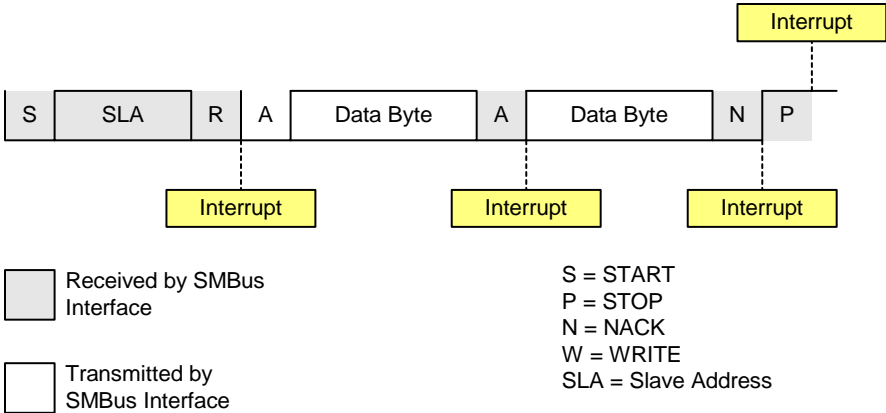 Interrupt
S SLA R A Data Byte A Data Byte N P
Interrupt Interrupt Interrupt
Received by SMBus
Interface
Transmitted by
SMBus Interface
S = START
P = STOP
N = NACK
W = WRITE
SLA = Slave Address